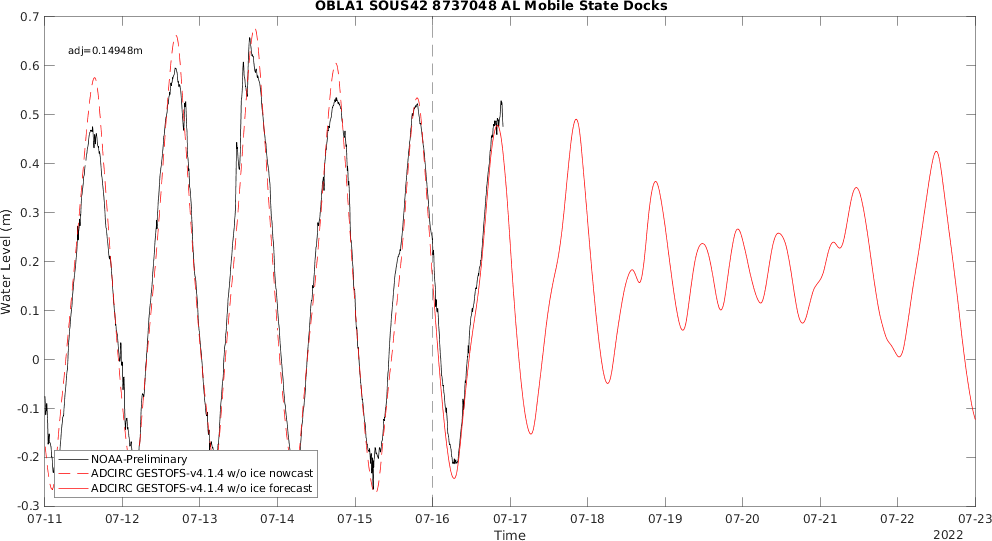 OBLA1 SOUS42 8737048 AL Mobile State Docks
adj=0.14948m
Water Level (m)
0.7
0.6
0.5
0.4
0.3
0.2
0.1
0
-0.1
-0.2
-0.3
NOAA-Preliminary
ADCIRC GESTOFS-v4.1.4 w/o ice nowcast
ADCIRC GESTOFS-v4.1.4 w/o ice forecast
07-11 07-12 07-13 07-14 07-15 07-16 07-17 07-18 07-19 07-20 07-21 07-22 07-23
Time
2022